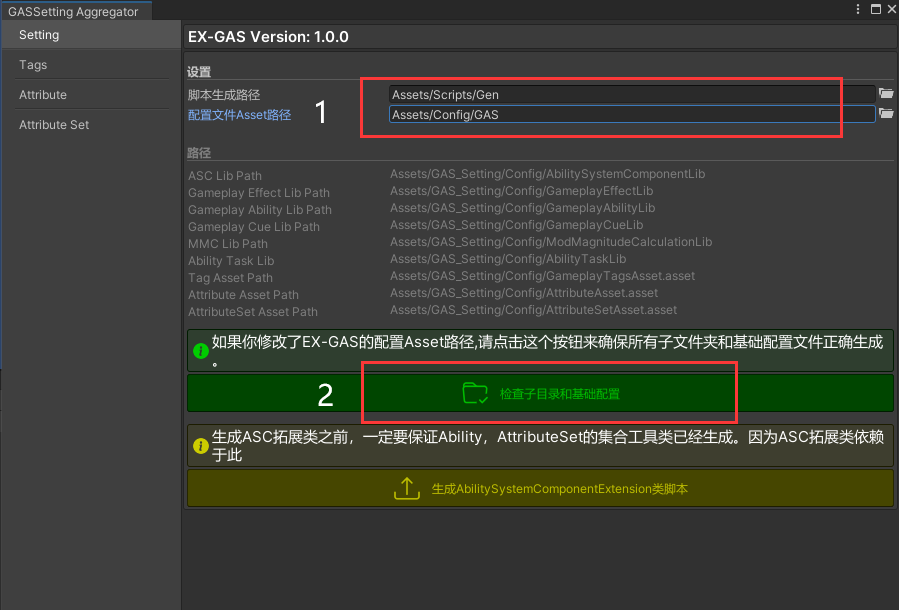 GASSetting Aggregator
Setting
Tags
Attribute
Attribute Set
EX-GAS Version: 1.0.0
设置
脚本生成路径 Assets/Scripts/Gen
配置文件Asset路径 Assets/Config/GAS
1
路径
ASC Lib Path Assets/GAS_Setting/Config/AbilitySystemComponentLib
Gameplay Effect Lib Path Assets/GAS_Setting/Config/GameplayEffectLib
Gameplay Ability Lib Path Assets/GAS_Setting/Config/GameplayAbilityLib
Gameplay Cue Lib Path Assets/GAS_Setting/Config/GameplayCueLib
MMC Lib Path Assets/GAS_Setting/Config/ModMagnitudeCalculationLib
Ability Task Lib Assets/GAS_Setting/Config/AbilityTaskLib
Tag Asset Path Assets/GAS_Setting/Config/GameplayTagsAsset.asset
Attribute Asset Path Assets/GAS_Setting/Config/AttributeAsset.asset
AttributeSet Asset Path Assets/GAS_Setting/Config/AttributeSetAsset.asset
如果你修改了EX-GAS的配置Asset路径,请点击这个按钮来确保所有子文件夹和基础配置文件正确生成
。
2
检查子目录和基础配置
生成ASC拓展类之前，一定要保证Ability，AttributeSet的集合工具类已经生成。因为ASC拓展类依赖
于此
生成AbilitySystemComponentExtension类脚本